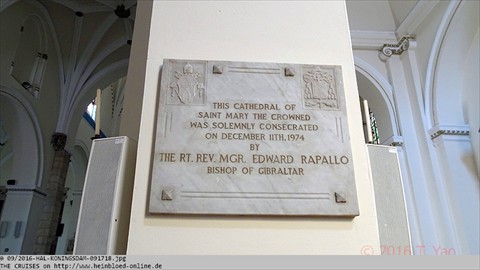 THIS CATHEDRAL OF
SAINT MARY THE CROWNED
WAS SOLEMNLY CONSECRATED
ON DECEMBER 11TH, 1974
BY
THE RT. REV. MGR. EDWARD RAPALLO
BISHOP OF GIBRALTAR
© 2016 T. Yao
@ 09/2016-HAL-KONINGSDAM-091718.jpg
THE CRUISES on http://www.heinbloed-online.de